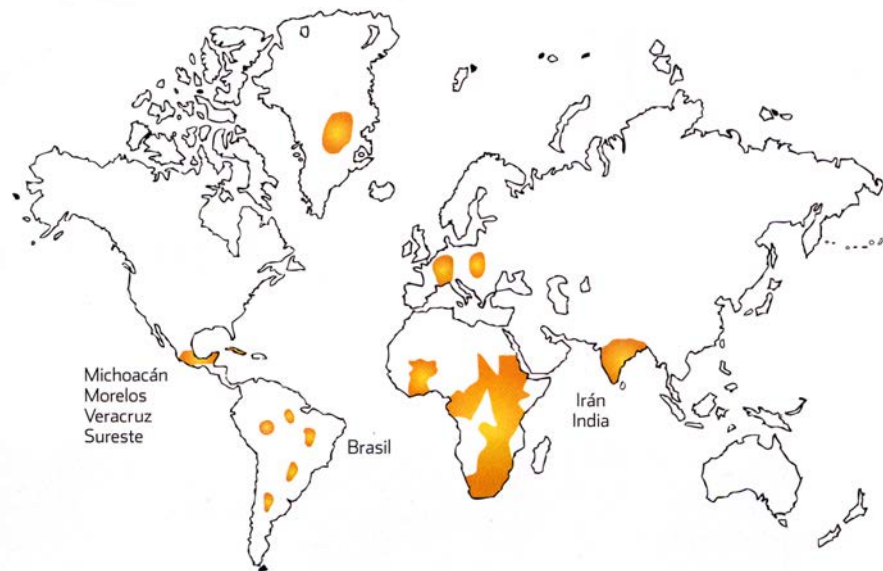 Michoacán
Morelos
Veracruz
Sureste
Brasil
Irán
India